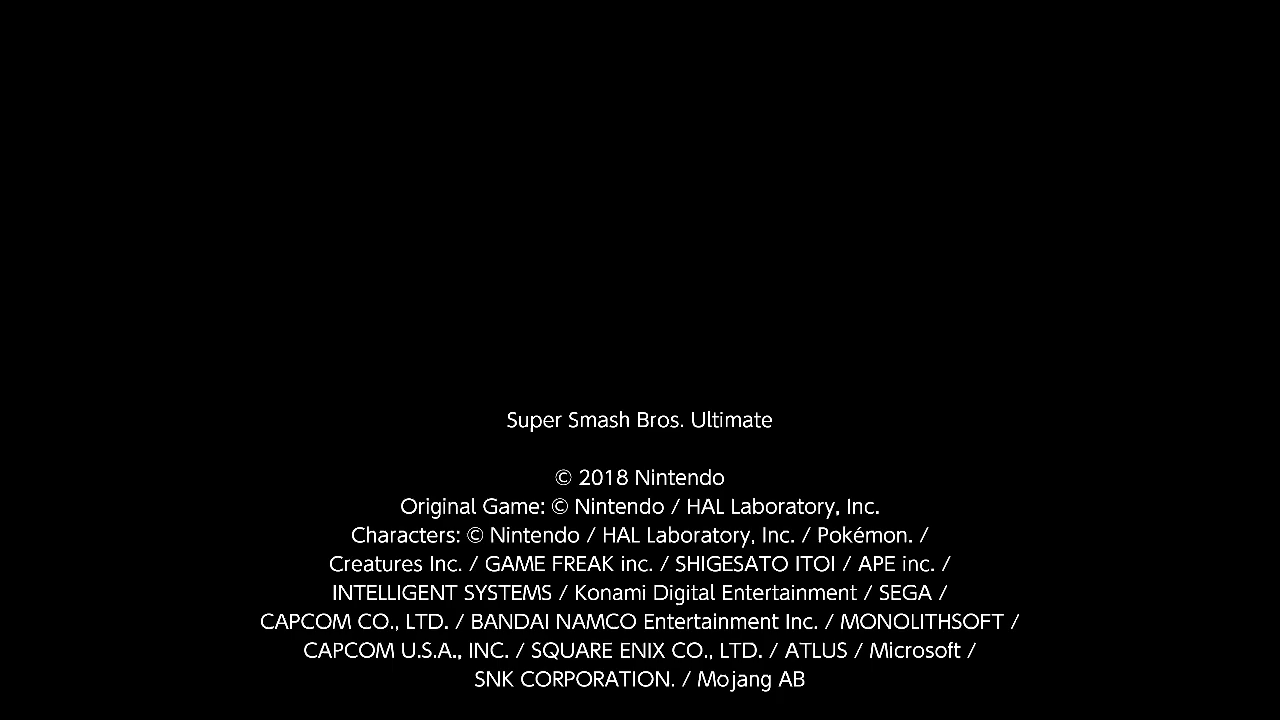 Super Smash Bros. Ultimate
© 2018 Nintendo
Original Game: © Nintendo / HAL Laboratory, Inc.
Characters: © Nintendo / HAL Laboratory, Inc. / Pokémon. /
Creatures Inc. / GAME FREAK inc. / SHIGESATO ITOI / APE inc. /
INTELLIGENT SYSTEMS / Konami Digital Entertainment / SEGA /
CAPCOM CO., LTD. / BANDAI NAMCO Entertainment Inc. / MONOLITHSOFT /
CAPCOM U.S.A., INC. / SQUARE ENIX CO., LTD. / ATLUS / Microsoft /
SNK CORPORATION. / Mojang AB